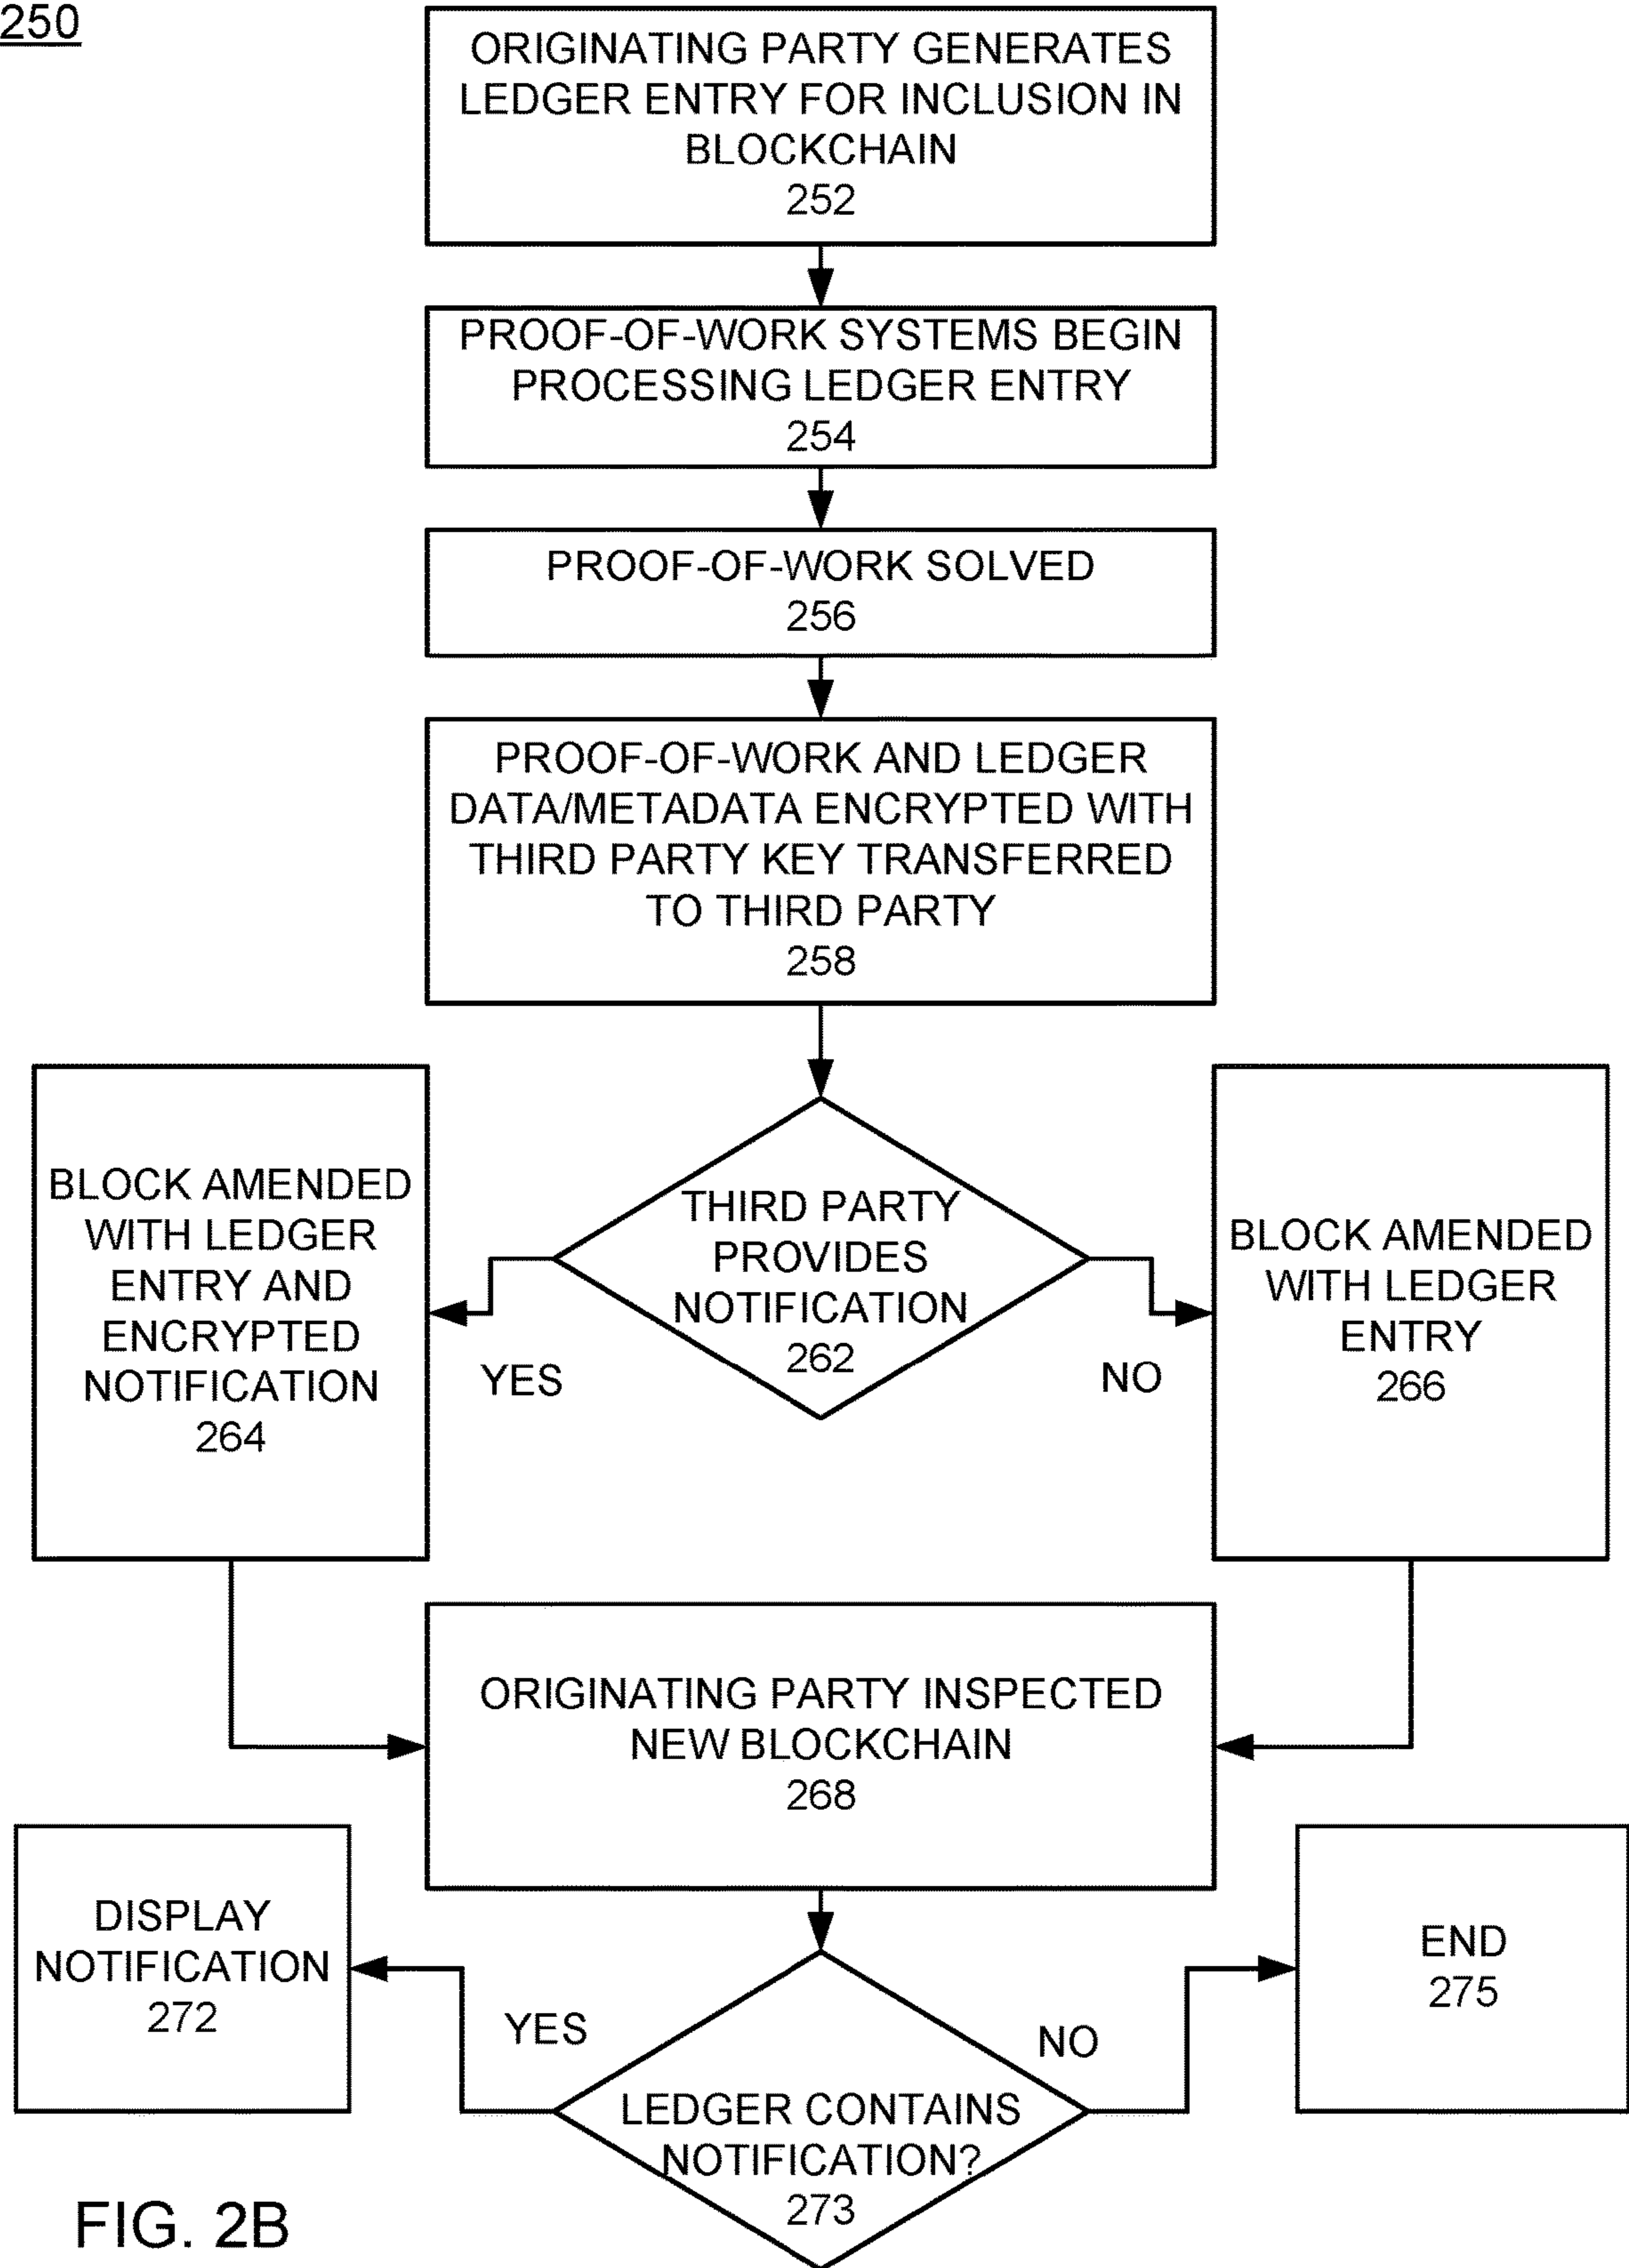 250
ORIGINATING PARTY GENERATES
LEDGER ENTRY FOR INCLUSION IN
BLOCKCHAIN
252
PROOF-OF-WORK SYSTEMS BEGIN
PROCESSING LEDGER ENTRY
254
PROOF-OF-WORK SOLVED
256
PROOF-OF-WORK AND LEDGER
DATA/METADATA ENCRYPTED WITH
THIRD PARTY KEY TRANSFERRED
TO THIRD PARTY
258
THIRD PARTY
PROVIDES
NOTIFICATION
262
YES
NO
BLOCK AMENDED
WITH LEDGER
ENTRY AND
ENCRYPTED
NOTIFICATION
264
BLOCK AMENDED
WITH LEDGER
ENTRY
266
ORIGINATING PARTY INSPECTED
NEW BLOCKCHAIN
268
LEDGER CONTAINS
NOTIFICATION?
273
YES
NO
DISPLAY
NOTIFICATION
272
END
275
FIG. 2B